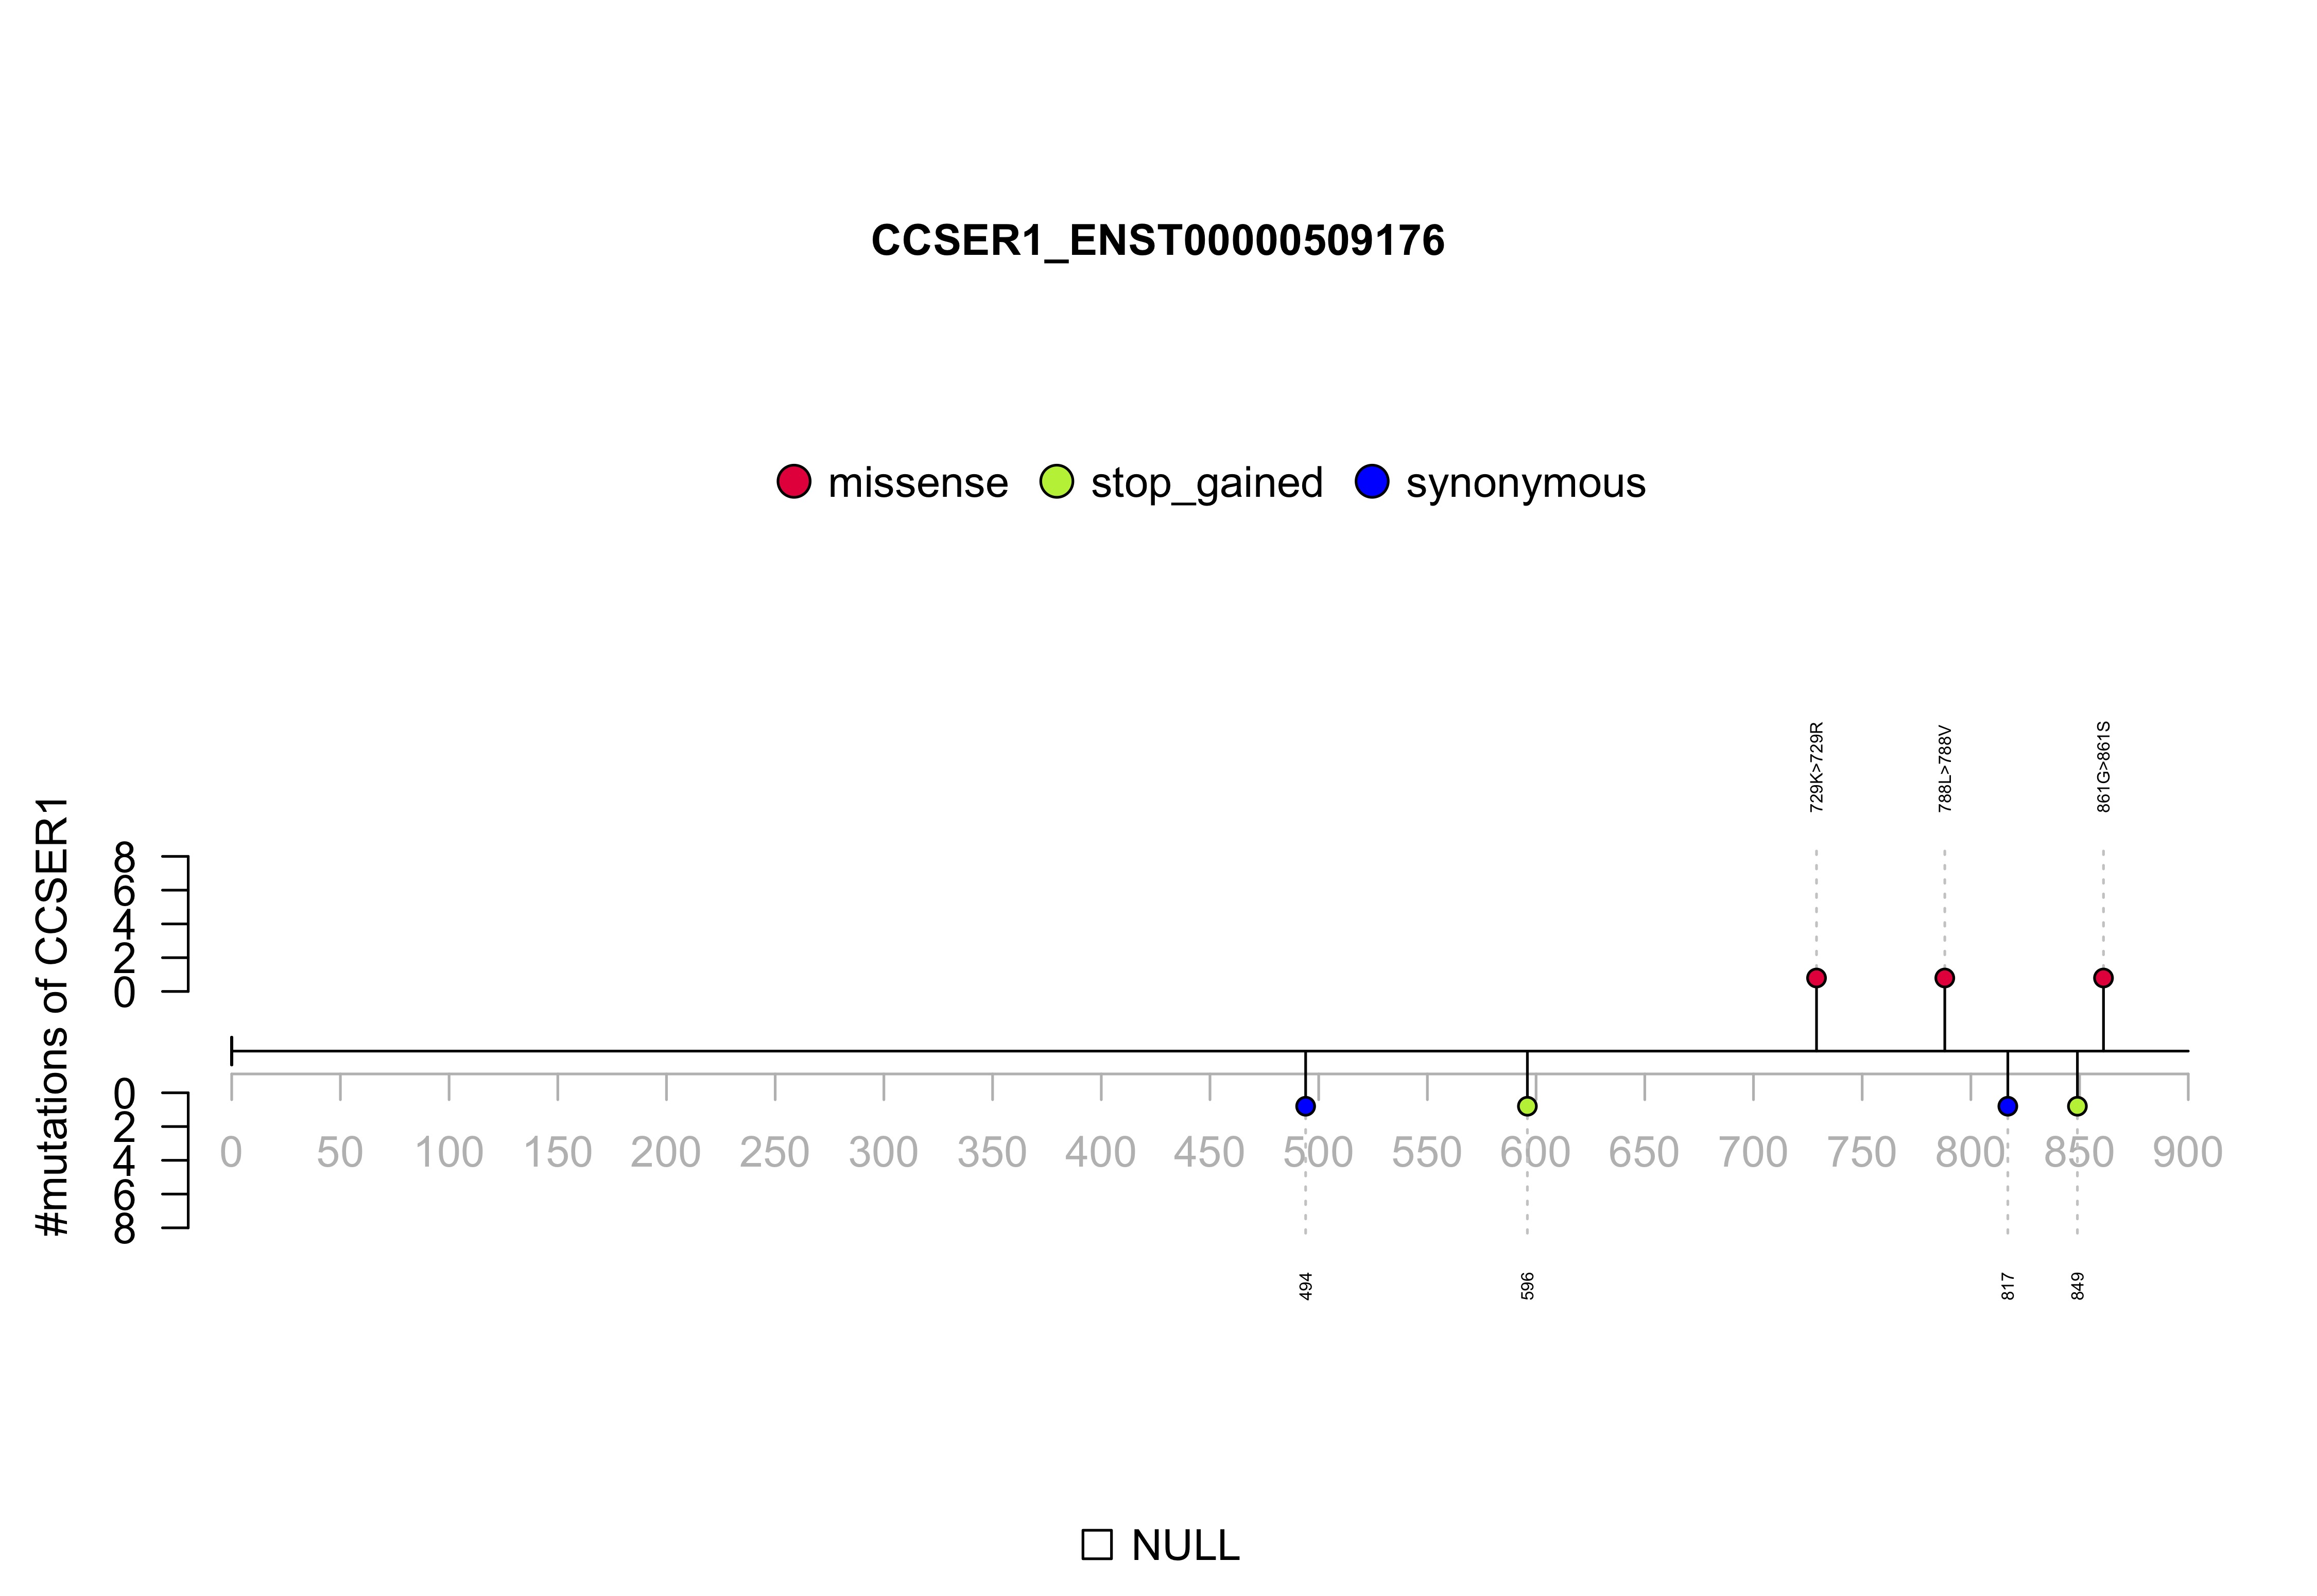 CCSER1_ENST00000509176
missense stop_gained synonymous
729K>729R 788L>788V 861G>861S
#mutations of CCSER1
8
6
4
2
0
0
2
4
6
8
0 50 100 150 200 250 300 350 400 450 500 550 600 650 700 750 800 850 900
494 596 817 849
NULL